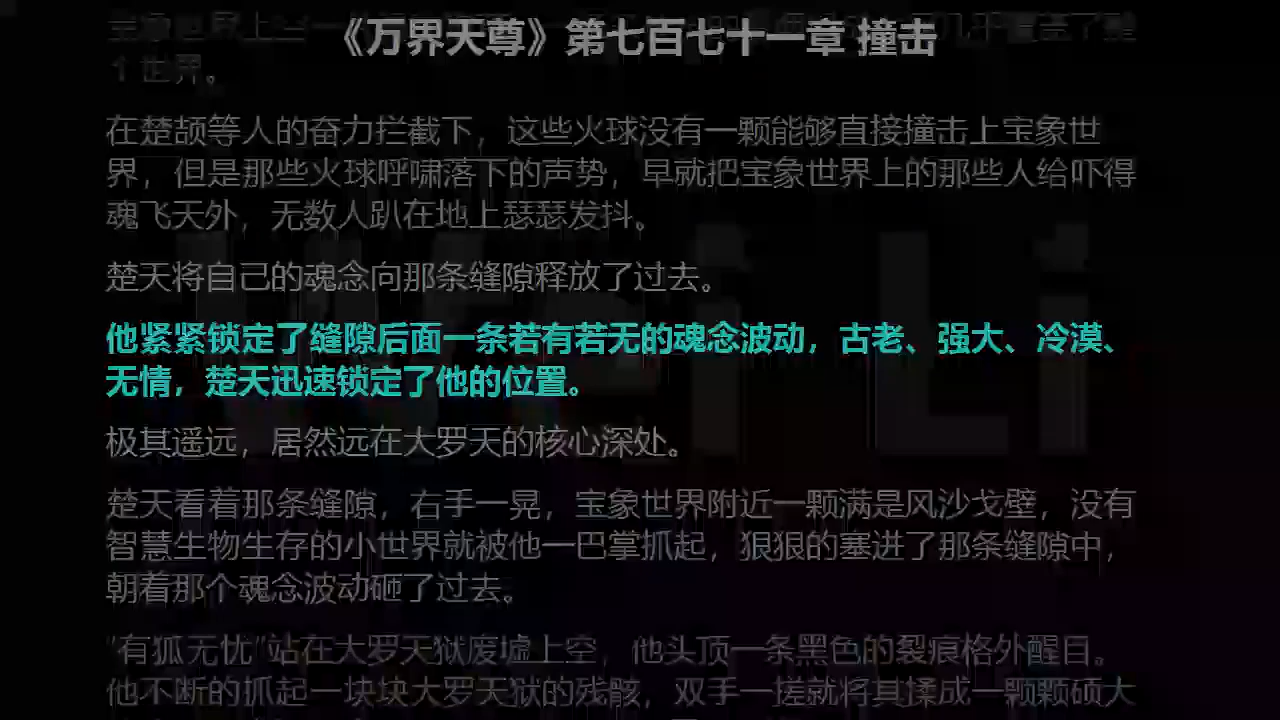 《万界天尊》第七百七十一章 撞击
个世界。
在楚颉等人的奋力拦截下，这些火球没有一颗能够直接撞击上宝象世
界，但是那些火球呼啸落下的声势，早就把宝象世界上的那些人给吓得
魂飞天外，无数人趴在地上瑟瑟发抖。
楚天将自己的魂念向那条缝隙释放了过去。
他紧紧锁定了缝隙后面一条若有若无的魂念波动，古老、强大、冷漠、
无情，楚天迅速锁定了他的位置。
极其遥远，居然远在大罗天的核心深处。
楚天看着那条缝隙，右手一晃，宝象世界附近一颗满是风沙戈壁，没有
智慧生物生存的小世界就被他一巴掌抓起，狠狠的塞进了那条缝隙中，
朝着那个魂念波动砸了过去。
“有狐无忧”站在大罗天狱废墟上空，他头顶一条黑色的裂痕格外醒目。
他不断的抓起一块块大罗天狱的残骸，双手一搓就将其揉成一颗颗硕大